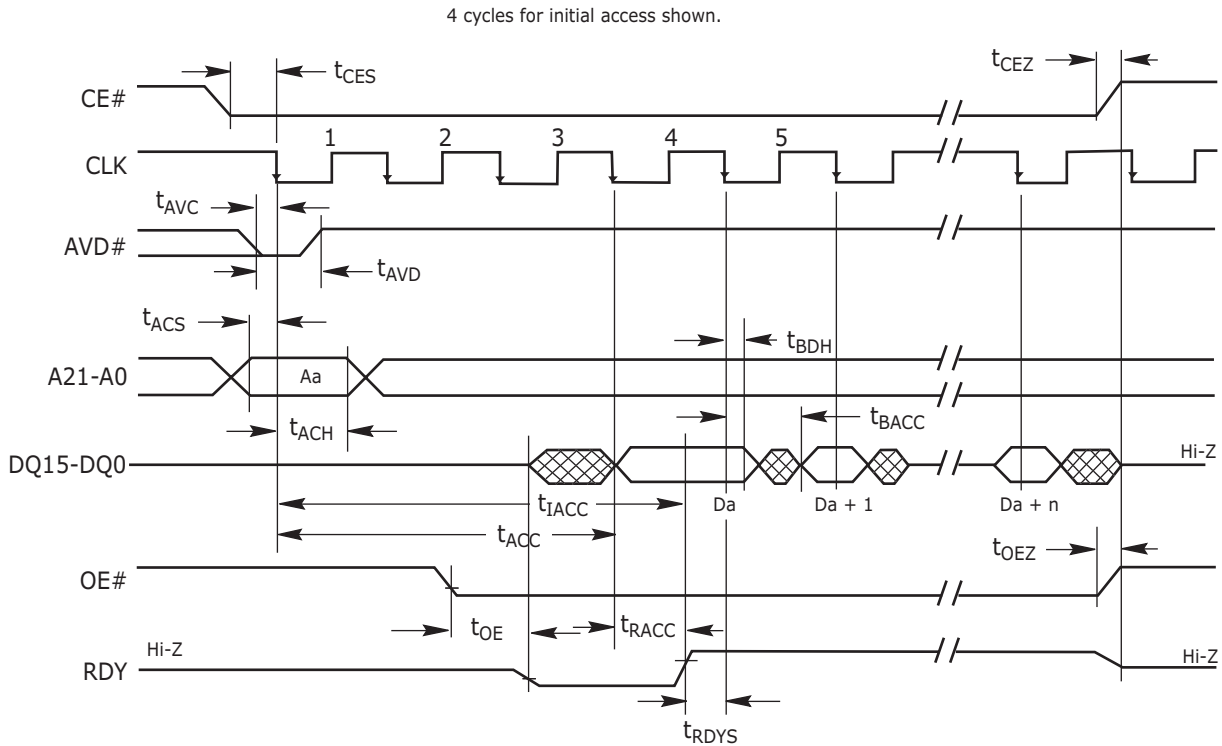 4 cycles for initial access shown.
tCES
tCEZ
CE#
1
2
3
4
5
CLK
tAVC
AVD#
tAVD
tACS
tBDH
A21-A0
Aa
tACH
tBACC
DQ15-DQ0
Hi-Z
tIACC
Da
Da + 1
Da + n
tACC
tOEZ
OE#
tOE
tRACC
Hi-Z
Hi-Z
RDY
tRDYS